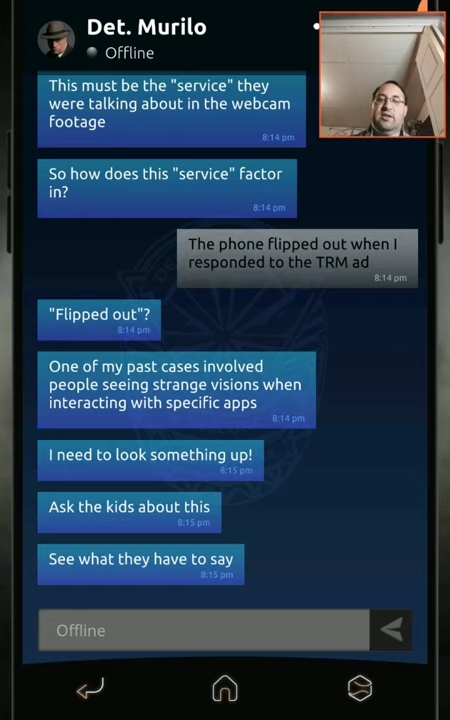 Det. Murilo
Offline
This must be the "service" they
were talking about in the webcam
footage
8:14 pm
So how does this "service" factor
in?
8:14 pm
The phone flipped out when I
responded to the TRM ad
8:14 pm
"Flipped out"?
8:14 pm
One of my past cases involved
people seeing strange visions when
interacting with specific apps
8:14 pm
I need to look something up!
8:15 pm
Ask the kids about this
8:15 pm
See what they have to say
8:15 pm
Offline